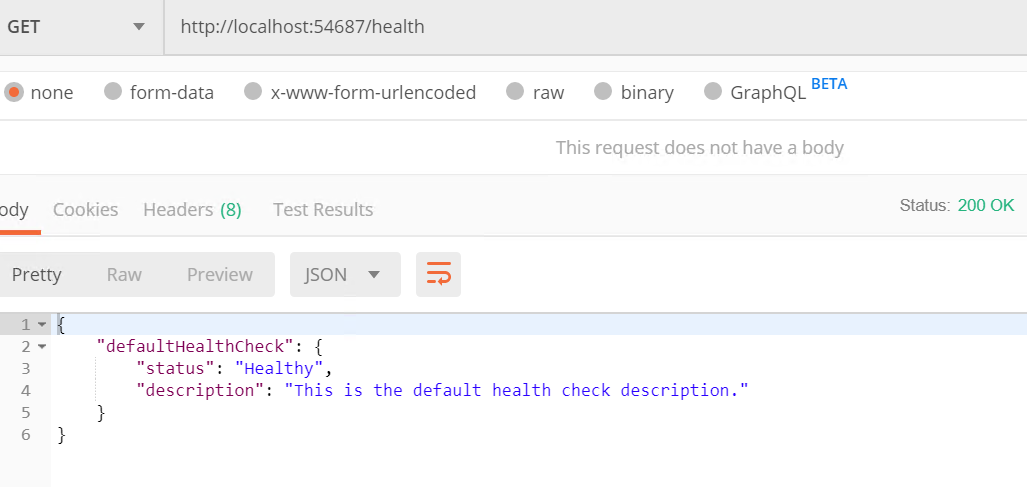 GET http://localhost:54687/health
none form-data x-www-form-urlencoded raw binary GraphQL BETA
This request does not have a body
ody Cookies Headers (8) Test Results Status: 200 OK
Pretty Raw Preview JSON
1 {
2 "defaultHealthCheck": {
3 "status": "Healthy",
4 "description": "This is the default health check description."
5 }
6 }